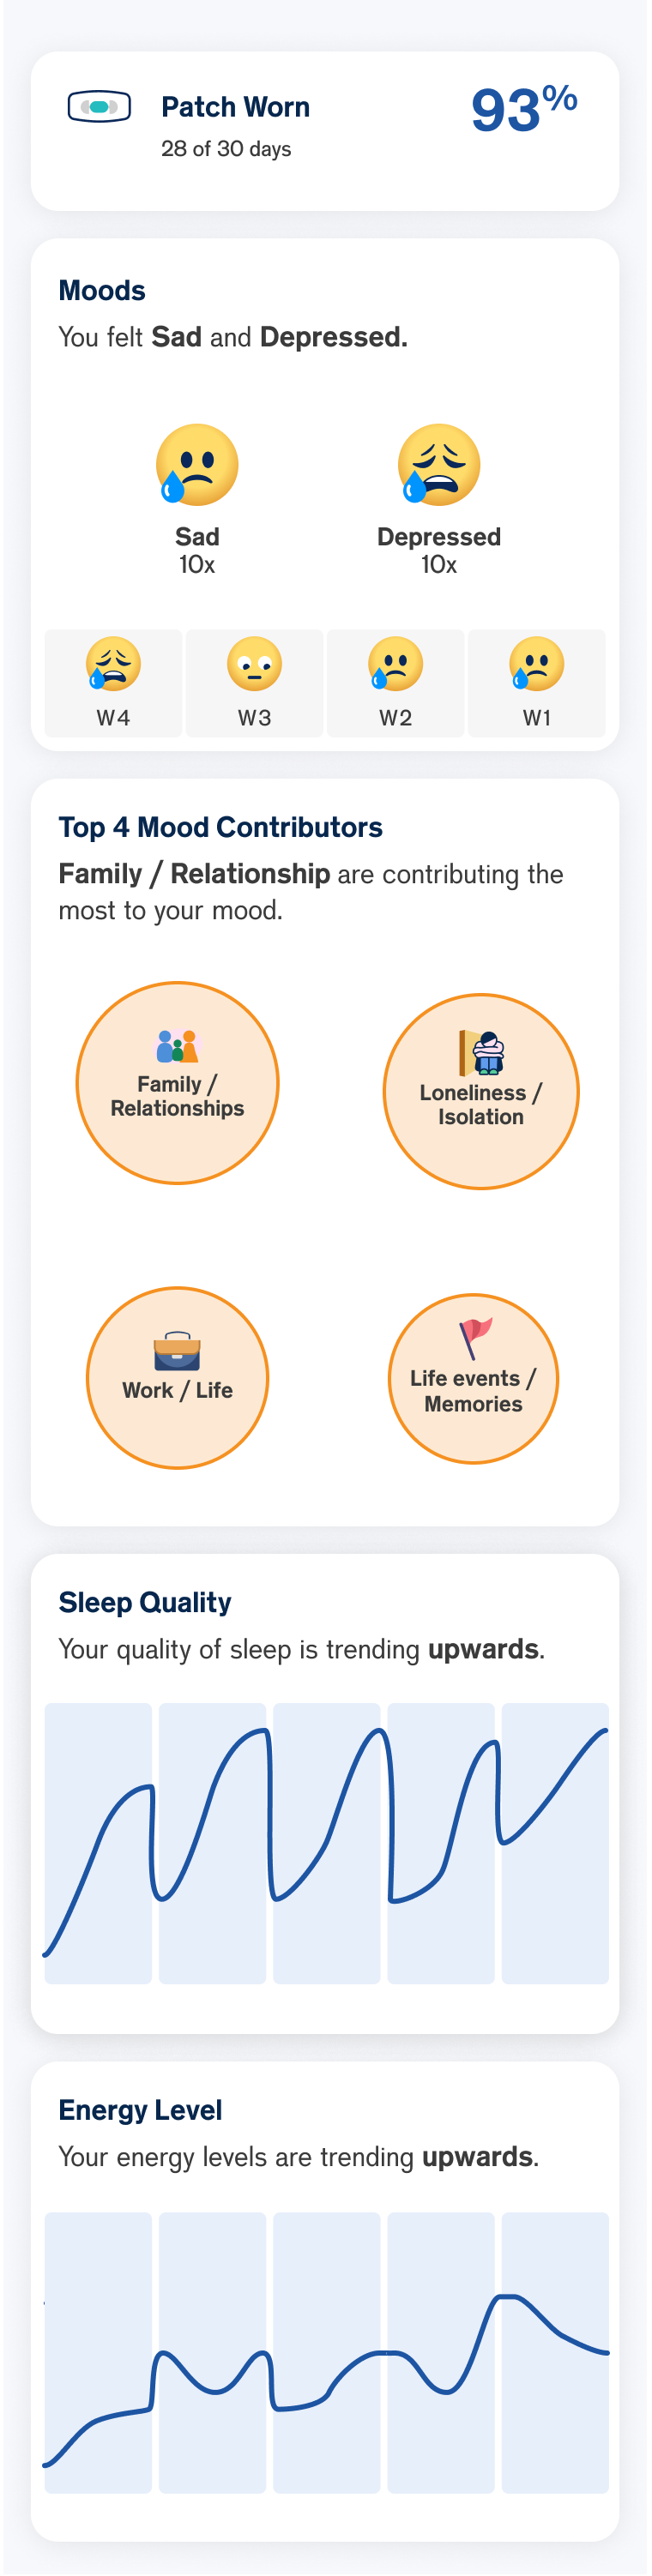 Patch Worn
93%
28 of 30 days
Moods
You felt Sad and Depressed.
Sad
10x
Depressed
10x
W4
W3
W2
W1
Top 4 Mood Contributors
Family / Relationship are contributing the
most to your mood.
Family /
Relationships
Loneliness /
Isolation
Work / Life
Life events /
Memories
Sleep Quality
Your quality of sleep is trending upwards.
Energy Level
Your energy levels are trending upwards.